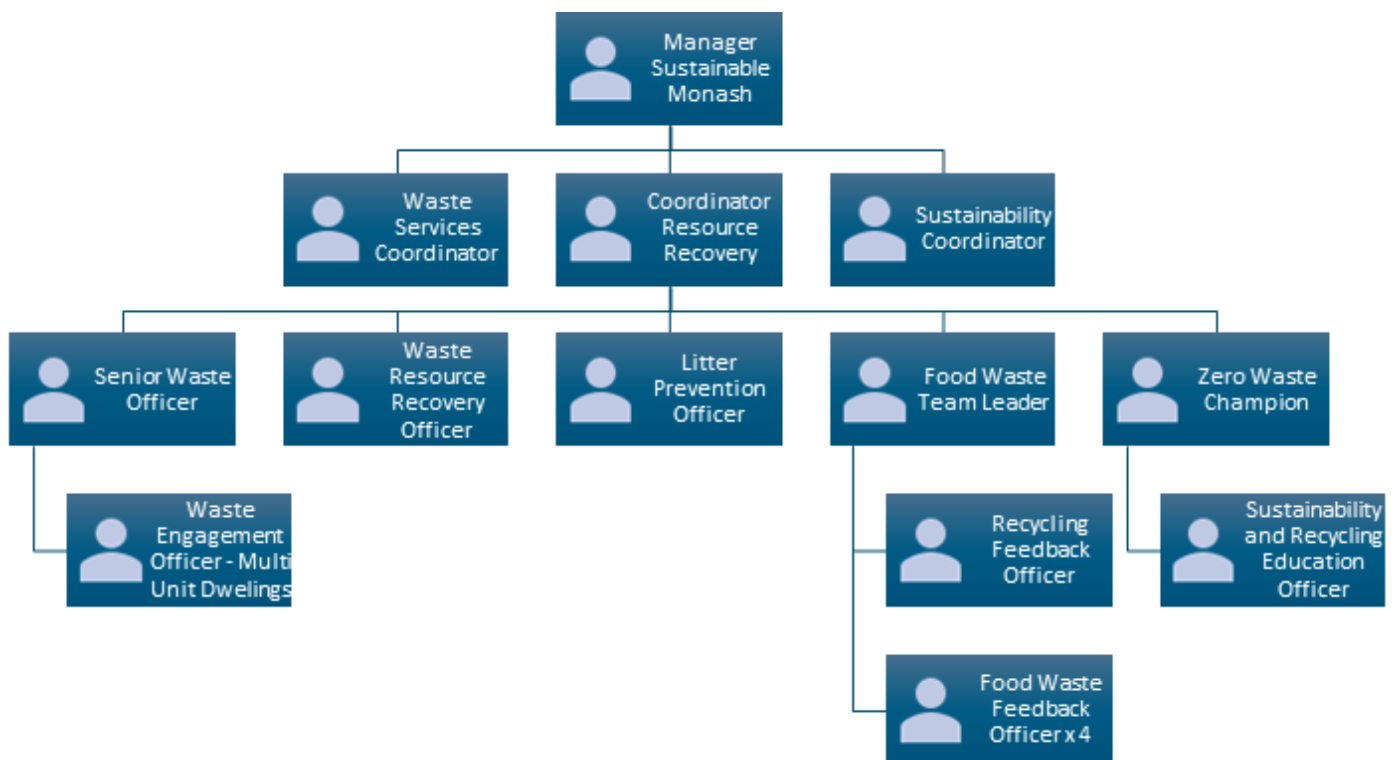 Manager
Sustainable
Monash
Waste
Services
Coordinator
Coordinator
Resource
Recovery
Sustainability
Coordinator
Senior Waste
Officer
Waste
Resource
Recovery
Officer
Litter
Prevention
Officer
Food Waste
Team Leader
Zero Waste
Champion
Waste
Engagement
Officer - Multi
Unit Dwelings
Recycling
Feedback
Officer
Sustainability
and Recycling
Education
Officer
Food Waste
Feedback
Officer x 4